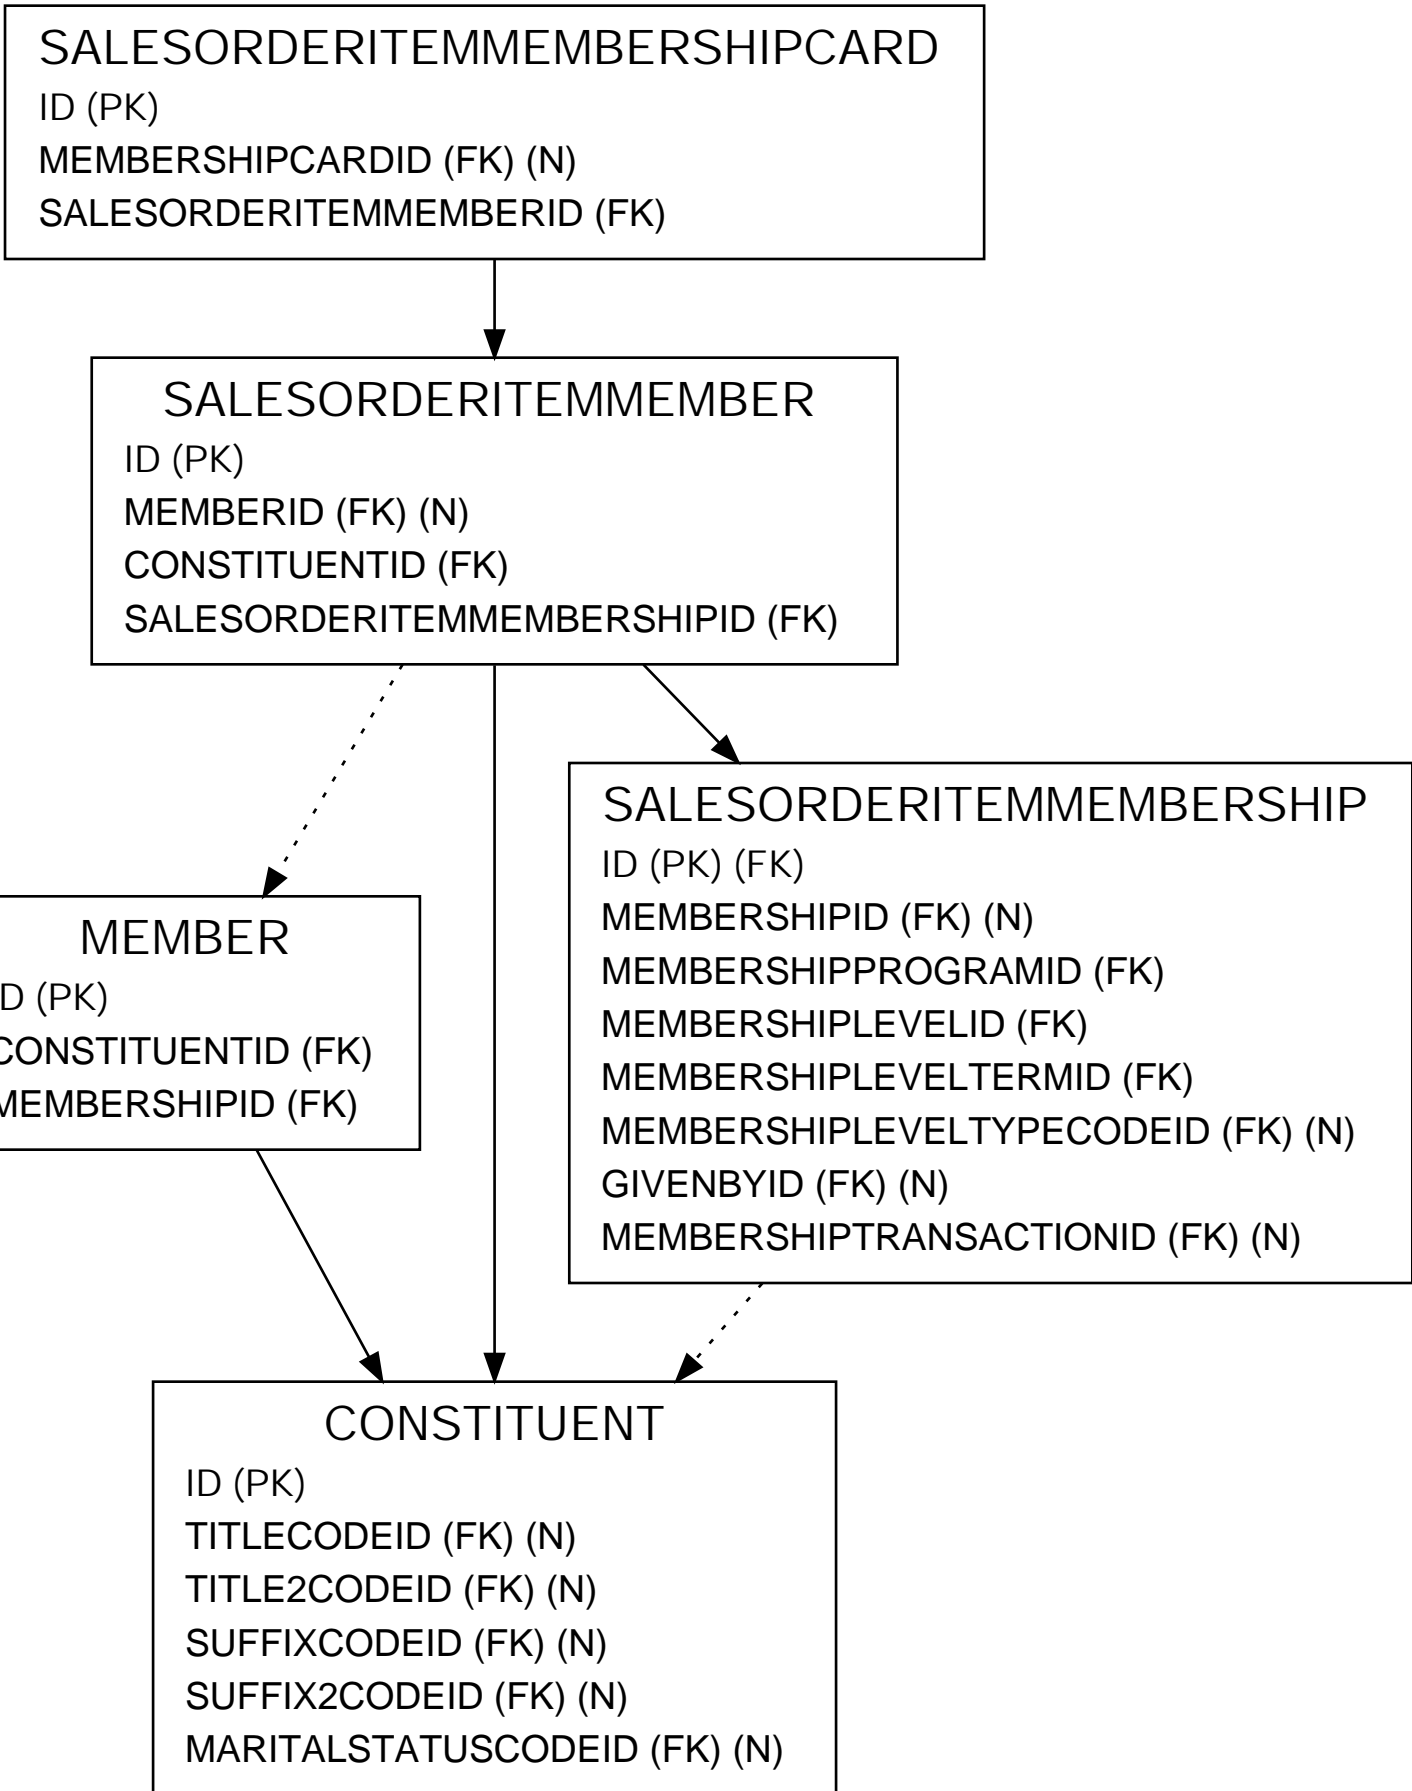 SALESORDERITEMMEMBERSHIPCARD
ID (PK)
MEMBERSHIPCARDID (FK) (N)
SALESORDERITEMMEMBERID (FK)
SALESORDERITEMMEMBER
ID (PK)
MEMBERID (FK) (N)
CONSTITUENTID (FK)
SALESORDERITEMMEMBERSHIPID (FK)
SALESORDERITEMMEMBERSHIP
ID (PK) (FK)
MEMBERSHIPID (FK) (N)
MEMBERSHIPPROGRAMID (FK)
MEMBERSHIPLEVELID (FK)
MEMBERSHIPLEVELTERMID (FK)
MEMBERSHIPLEVELTYPECODEID (FK) (N)
GIVENBYID (FK) (N)
MEMBERSHIPTRANSACTIONID (FK) (N)
MEMBER
ID (PK)
CONSTITUENTID (FK)
MEMBERSHIPID (FK)
CONSTITUENT
ID (PK)
TITLECODEID (FK) (N)
TITLE2CODEID (FK) (N)
SUFFIXCODEID (FK) (N)
SUFFIX2CODEID (FK) (N)
MARITALSTATUSCODEID (FK) (N)